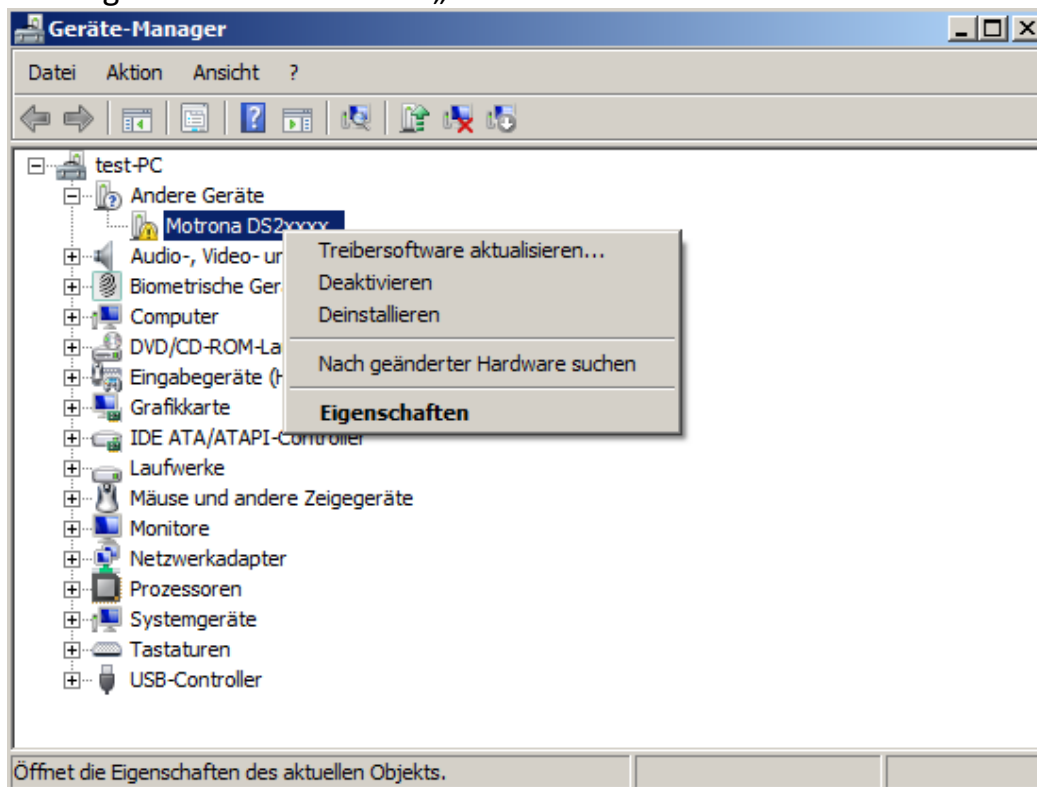 Geräte-Manager
Datei Aktion Ansicht ?
test-PC
Andere Geräte
Motrona DS2xxxx
Treibersoftware aktualisieren...
Audio-, Video- ur
Deaktivieren
Biometrische Ger
Deinstallieren
Computer
DVD/CD-ROM-La
Nach geänderter Hardware suchen
Eingabegeräte (H
Grafikkarte
Eigenschaften
IDE ATA/ATAPI-Controller
Laufwerke
Mäuse und andere Zeigegeräte
Monitore
Netzwerkadapter
Prozessoren
Systemgeräte
Tastaturen
USB-Controller
Öffnet die Eigenschaften des aktuellen Objekts.